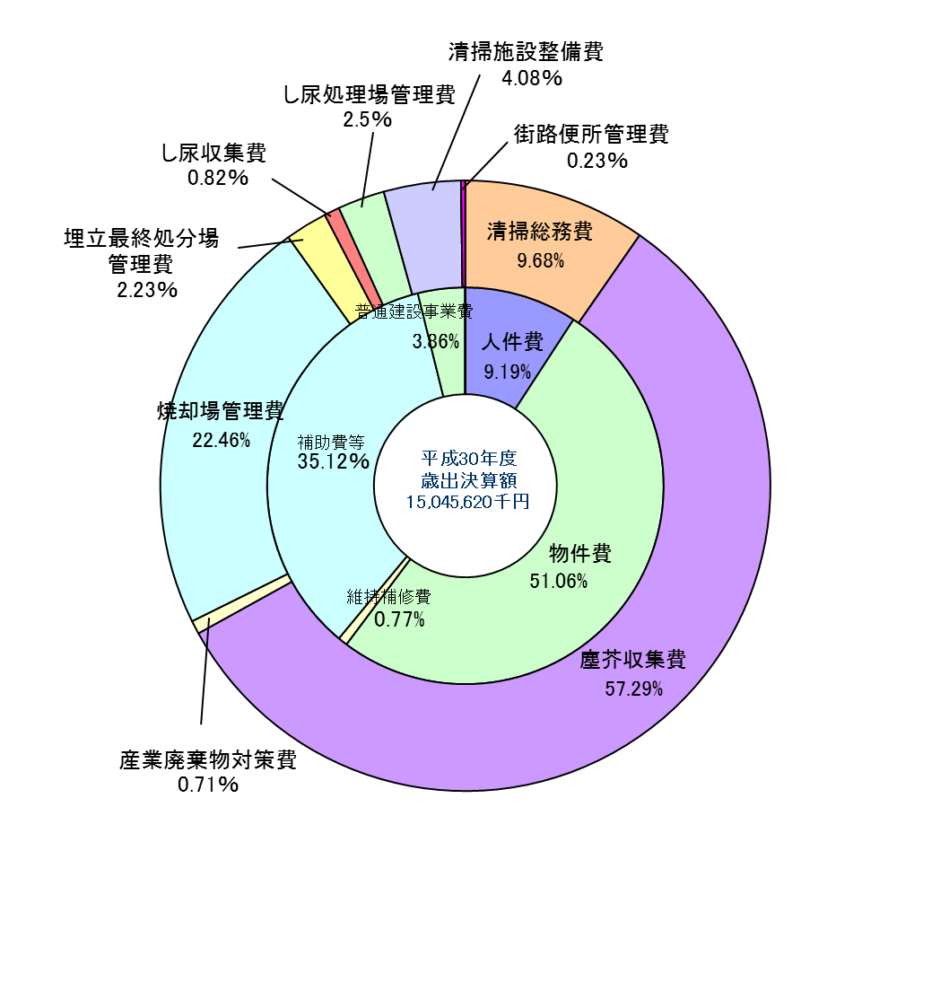 清掃施設整備費
4.08%
し尿処理場管理費
2.5%
街路便所管理費
0.23%
し尿収集費
0.82%
埋立最終処分場
管理費
2.23%
清掃総務費
9.68%
普通建設事業費
3.86%
人件費
9.19%
焼却場管理費
22.46%
補助費等
35.12%
平成30年度
歳出決算額
15,045,620千円
物件費
51.06%
維持補修費
0.77%
塵芥収集費
57.29%
産業廃棄物対策費
0.71%